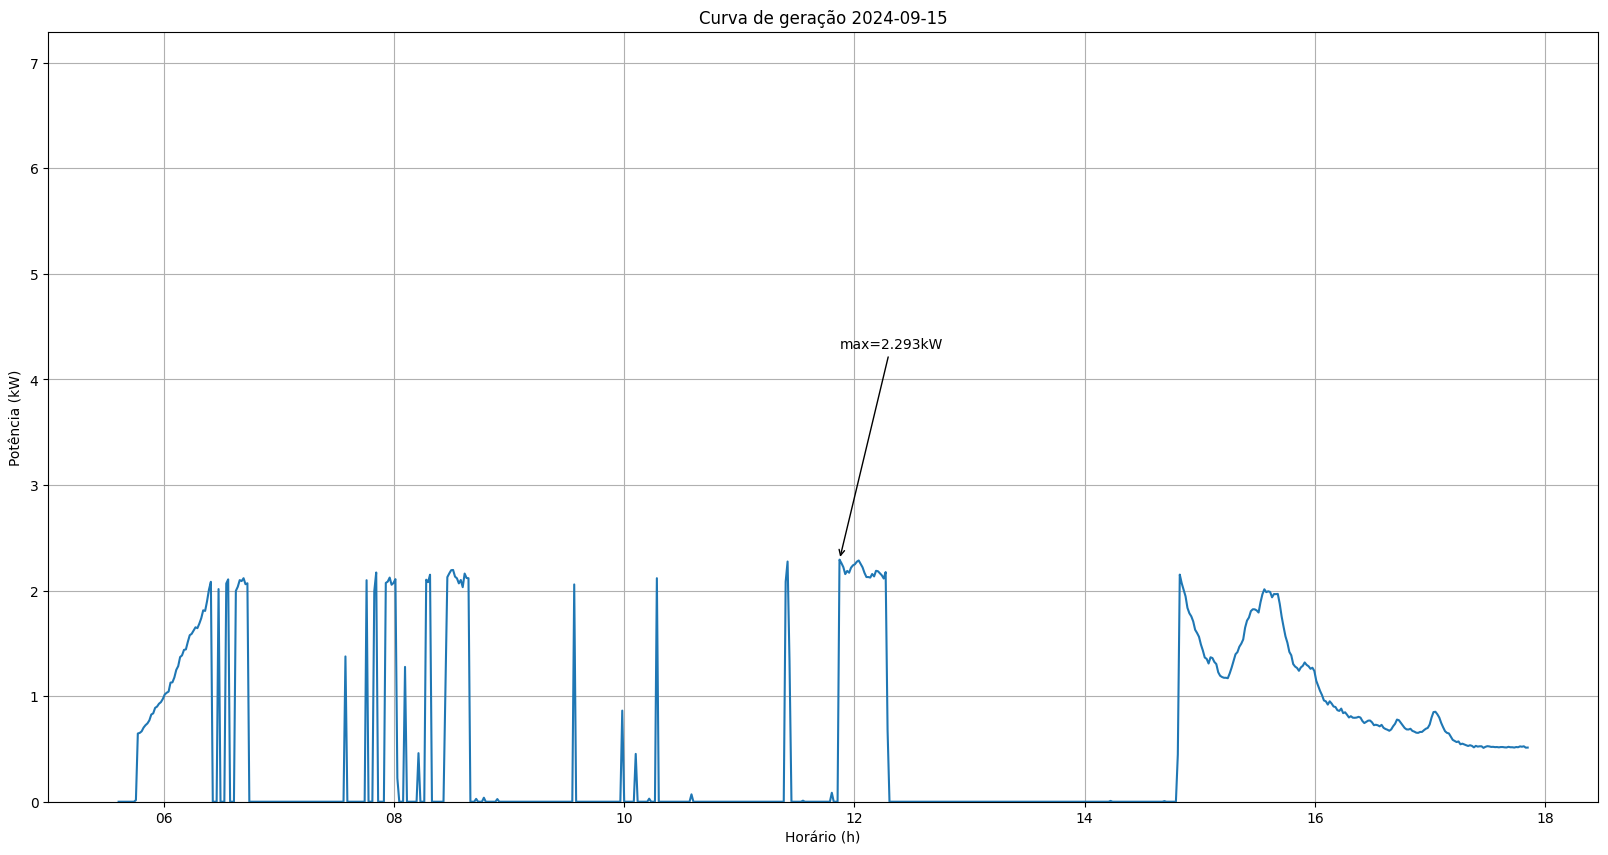 Curva de geração 2024-09-15
7
6
5
4
3
2
1
0
Potência (kW)
max=2.293kW
06 08 10 12 14 16 18
Horário (h)